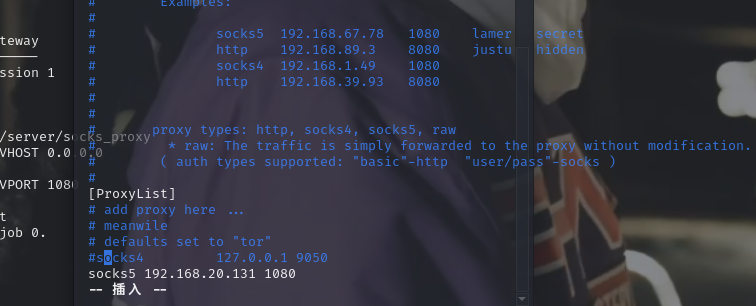 #        Examples:
#
#               socks5  192.168.67.78   1080    lamer   secret
#               http    192.168.89.3    8080    justu   hidden
#               socks4  192.168.1.49    1080
#               http    192.168.39.93   8080
#
#
#       proxy types: http, socks4, socks5, raw
#         * raw: The traffic is simply forwarded to the proxy without modification.
#        ( auth types supported: "basic"-http  "user/pass"-socks )
#
[ProxyList]
# add proxy here ...
# meanwile
# defaults set to "tor"
#socks4         127.0.0.1 9050
socks5 192.168.20.131 1080
-- 插入 --
teway
ssion 1
/server/socks_proxy
VHOST 0.0.0.0
VPORT 1080
t
job 0.